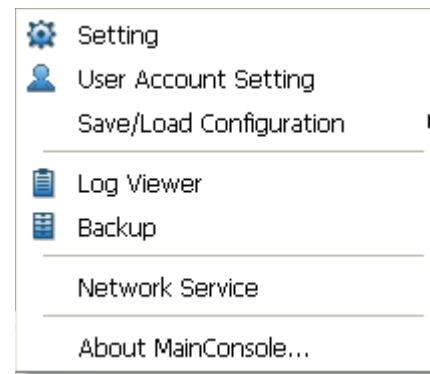 Setting
User Account Setting
Save/Load Configuration
Log Viewer
Backup
Network Service
About MainConsole...